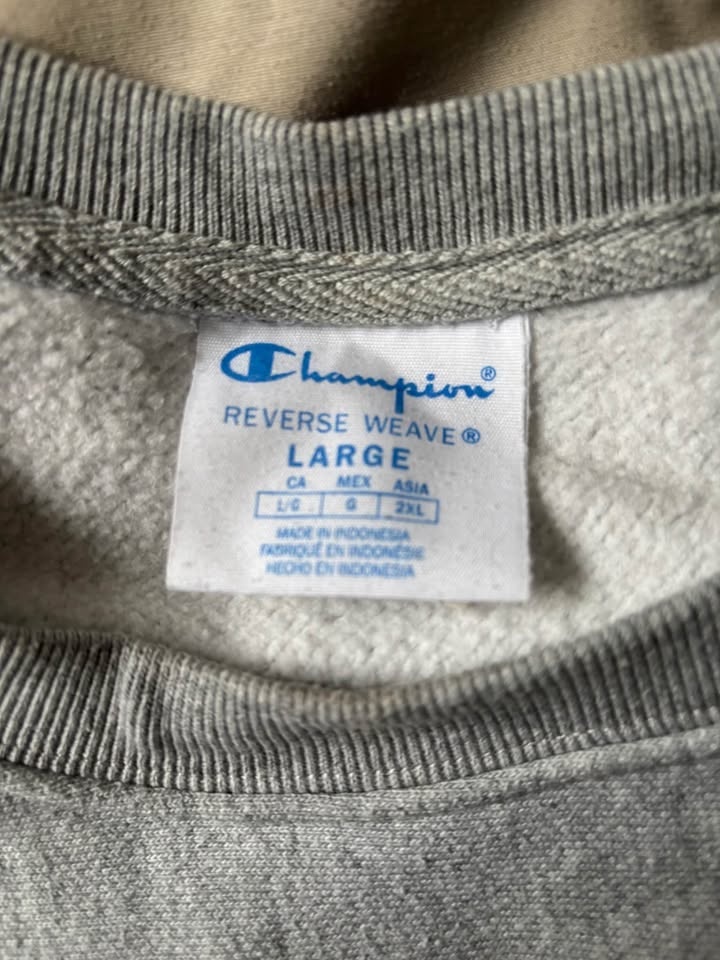 Champion®
REVERSE WEAVE®
LARGE
CA MEX ASIA
L/G G 2XL
MADE IN INDONESIA
FABRIQUÉ EN INDONÉSIE
HECHO EN INDONESIA